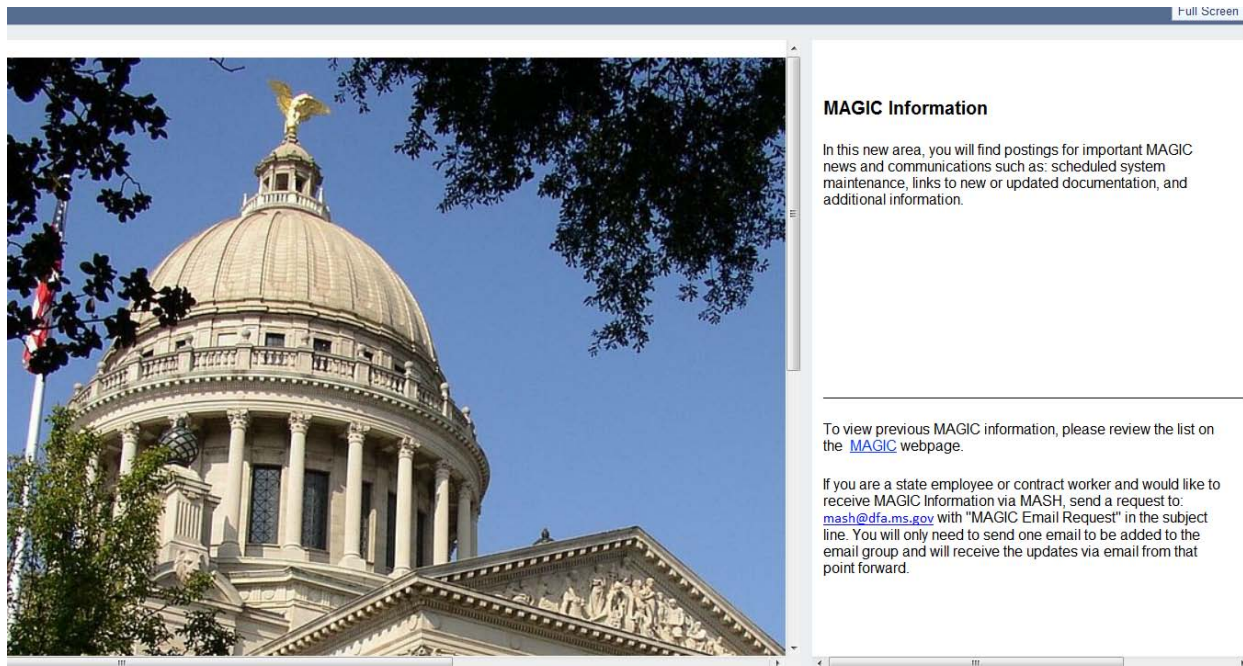 Full Screen
MAGIC Information
In this new area, you will find postings for important MAGIC
news and communications such as: scheduled system
maintenance, links to new or updated documentation, and
additional information.
To view previous MAGIC information, please review the list on
the MAGIC webpage.
If you are a state employee or contract worker and would like to
receive MAGIC Information via MASH, send a request to:
mash@dfa.ms.gov with "MAGIC Email Request" in the subject
line. You will only need to send one email to be added to the
email group and will receive the updates via email from that
point forward.